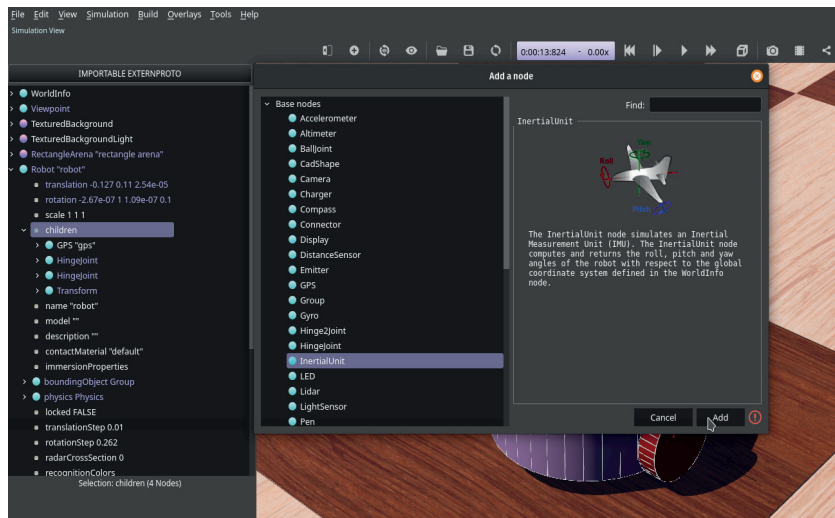 File Edit View Simulation Build Overlays Tools Help
Simulation View
0:00:13:824 - 0.00x
IMPORTABLE EXTERNPROTO
WorldInfo
Viewpoint
TexturedBackground
TexturedBackgroundLight
RectangleArena "rectangle arena"
Robot "robot"
translation -0.127 0.11 2.54e-05
rotation -2.67e-07 1 1.09e-07 0.1
scale 1 1 1
children
GPS "gps"
HingeJoint
HingeJoint
Transform
name "robot"
model ""
description ""
contactMaterial "default"
immersionProperties
boundingObject Group
physics Physics
locked FALSE
translationStep 0.01
rotationStep 0.262
radarCrossSection 0
recognitionColors
Selection: children (4 Nodes)
Add a node
Base nodes
Accelerometer
Altimeter
BallJoint
CadShape
Camera
Charger
Compass
Connector
Display
DistanceSensor
Emitter
GPS
Group
Gyro
Hinge2Joint
HingeJoint
InertialUnit
LED
Lidar
LightSensor
Pen
Find:
InertialUnit
Yaw
Roll
Pitch
The InertialUnit node simulates an Inertial
Measurement Unit (IMU). The InertialUnit node
computes and returns the roll, pitch and yaw
angles of the robot with respect to the global
coordinate system defined in the WorldInfo
node.
Cancel Add